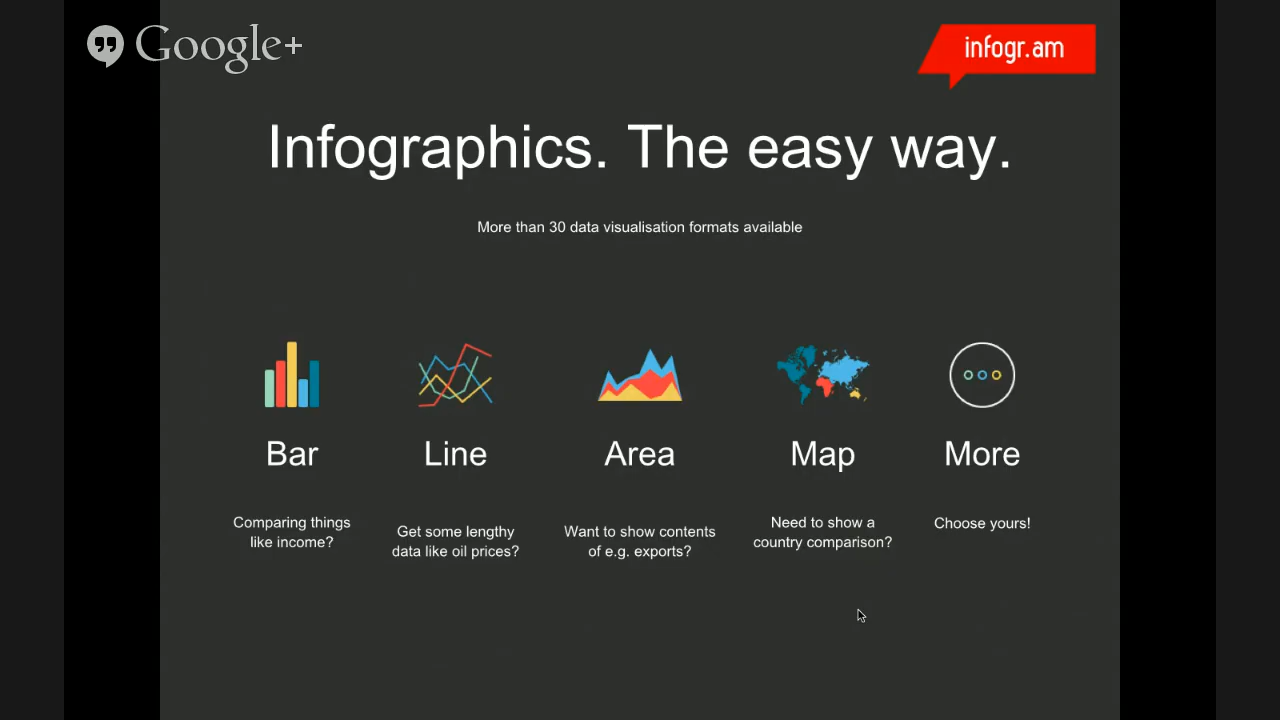 Google+
infogr.am
Infographics. The easy way.
More than 30 data visualisation formats available
Bar
Line
Area
Map
More
Comparing things
like income?
Get some lengthy
data like oil prices?
Want to show contents
of e.g. exports?
Need to show a
country comparison?
Choose yours!